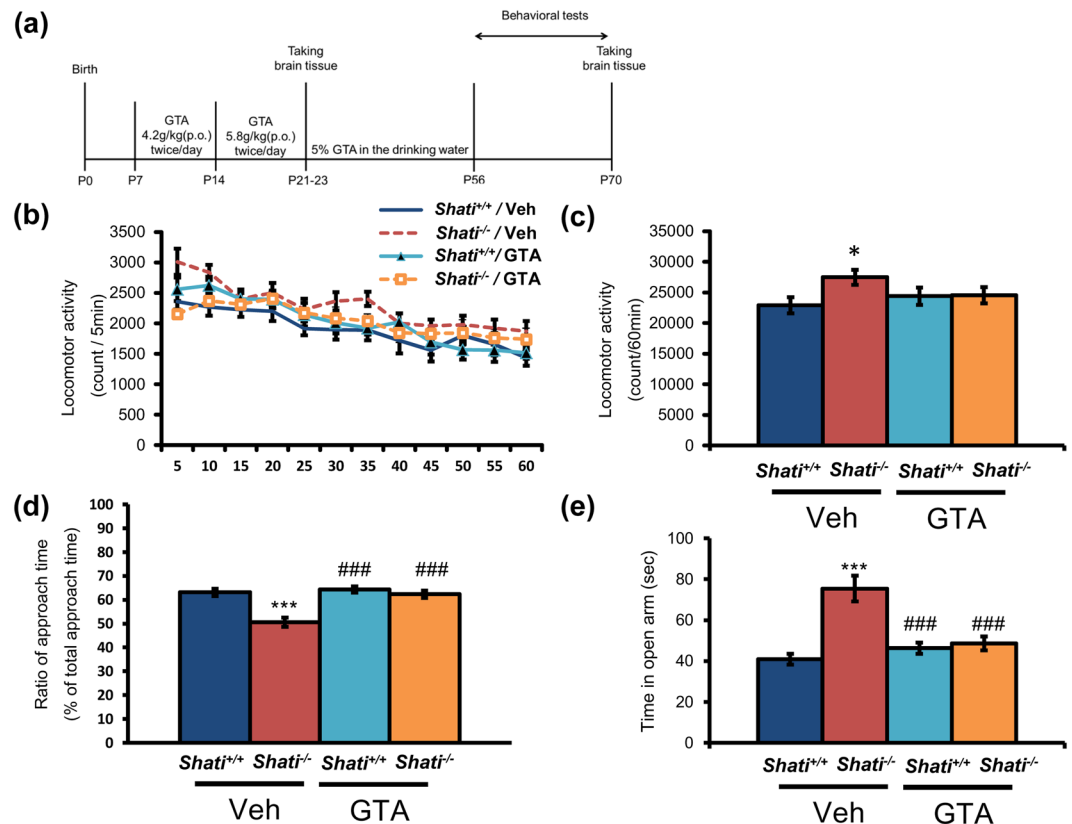 (a)
Behavioral tests
Taking
brain tissue
Taking
brain tissue
Birth
GTA
4.2g/kg(p.o.)
twice/day
GTA
5.8g/kg(p.o.)
twice/day
5% GTA in the drinking water
P0 P7 P14 P21-23 P56 P70
(b)
Shati+/+ / Veh
Shati-/- / Veh
Shati+/+/ GTA
Shati-/- / GTA
Locomotor activity
(count / 5min)
3500
3000
2500
2000
1500
1000
500
0
5 10 15 20 25 30 35 40 45 50 55 60
(c)
Locomotor activity
(count/60min)
35000
30000
25000
20000
15000
10000
5000
0
*
Shati+/+ Shati-/- Shati+/+ Shati-/-
Veh GTA
(d)
Ratio of approach time
(% of total approach time)
100
90
80
70
60
50
40
30
20
10
0
*** ### ###
Shati+/+ Shati-/- Shati+/+ Shati-/-
Veh GTA
(e)
Time in open arm (sec)
100
80
60
40
20
0
*** ### ###
Shati+/+ Shati-/- Shati+/+ Shati-/-
Veh GTA